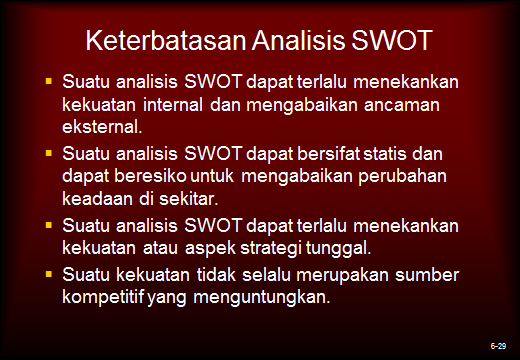 Keterbatasan Analisis SWOT
Suatu analisis SWOT dapat terlalu menekankan
kekuatan internal dan mengabaikan ancaman
eksternal.
Suatu analisis SWOT dapat bersifat statis dan
dapat beresiko untuk mengabaikan perubahan
keadaan di sekitar.
Suatu analisis SWOT dapat terlalu menekankan
kekuatan atau aspek strategi tunggal.
Suatu kekuatan tidak selalu merupakan sumber
kompetitif yang menguntungkan.
6-29